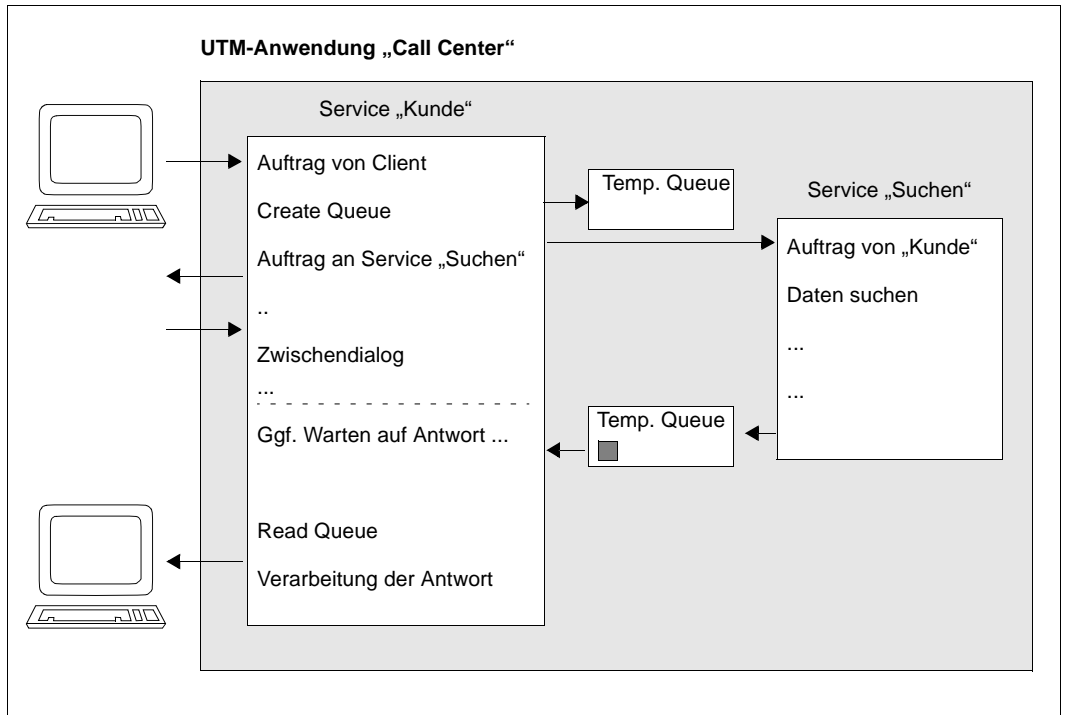 UTM-Anwendung „Call Center“
Service „Kunde“
Auftrag von Client
Create Queue
Auftrag an Service „Suchen“
..
Zwischendialog
...
Ggf. Warten auf Antwort ...
Read Queue
Verarbeitung der Antwort
Temp. Queue
Temp. Queue
Service „Suchen“
Auftrag von „Kunde“
Daten suchen
...
...